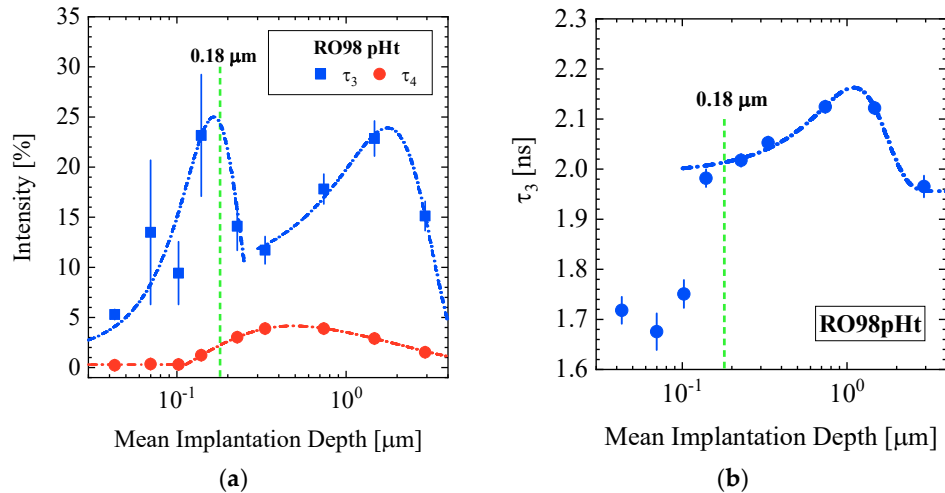 35
30
25
20
15
10
5
0
Intensity [%]
0.18 μm
RO98 pHt
τ3 τ4
10-1 100
Mean Implantation Depth [μm]
(a)
2.3
2.2
2.1
2.0
1.9
1.8
1.7
1.6
τ3 [ns]
0.18 μm
RO98pHt
10-1 100
Mean Implantation Depth [μm]
(b)